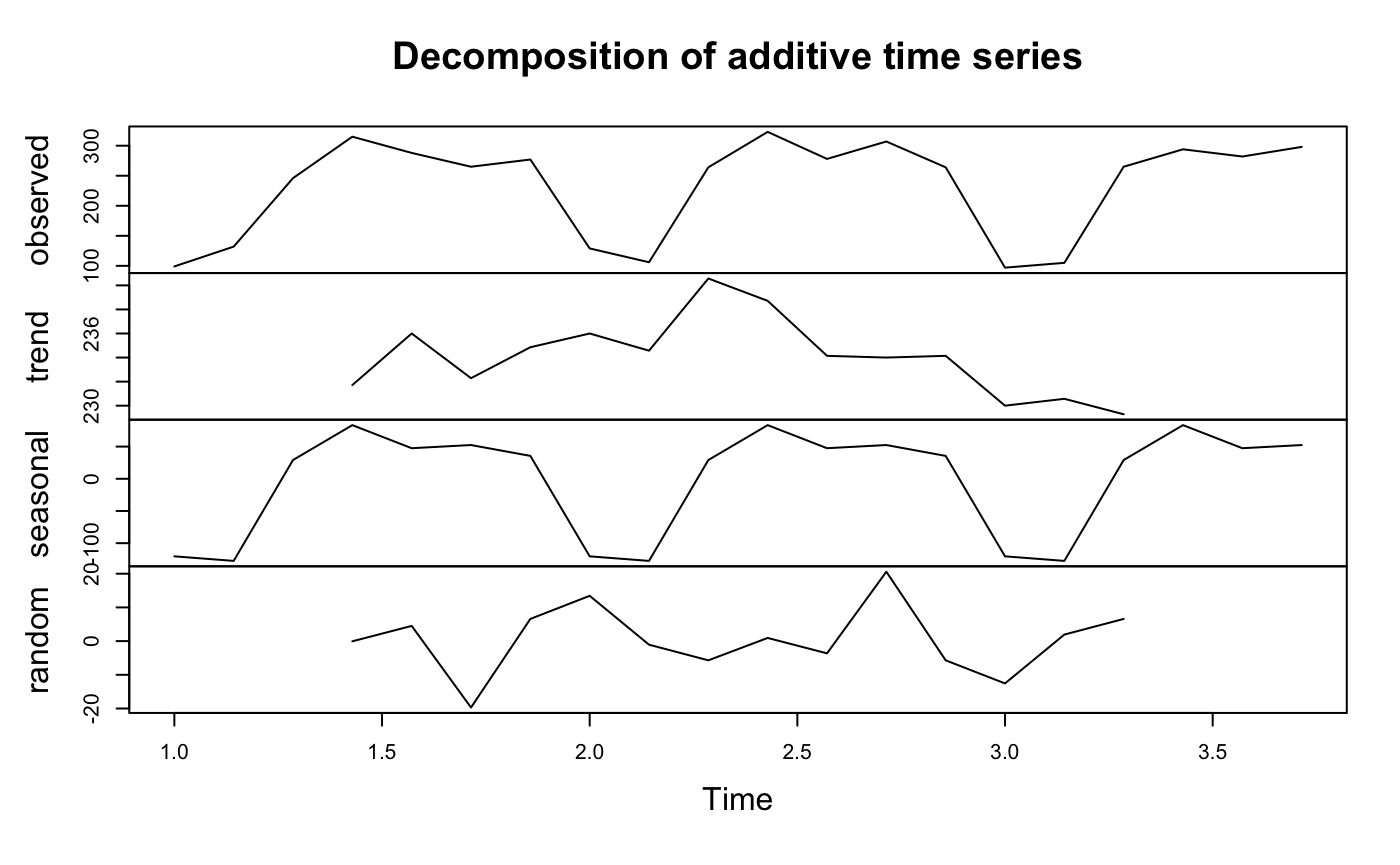 Decomposition of additive time series
observed
100 200 300
trend
230 236
seasonal
-100 0
random
-20 0 20
1.0 1.5 2.0 2.5 3.0 3.5
Time